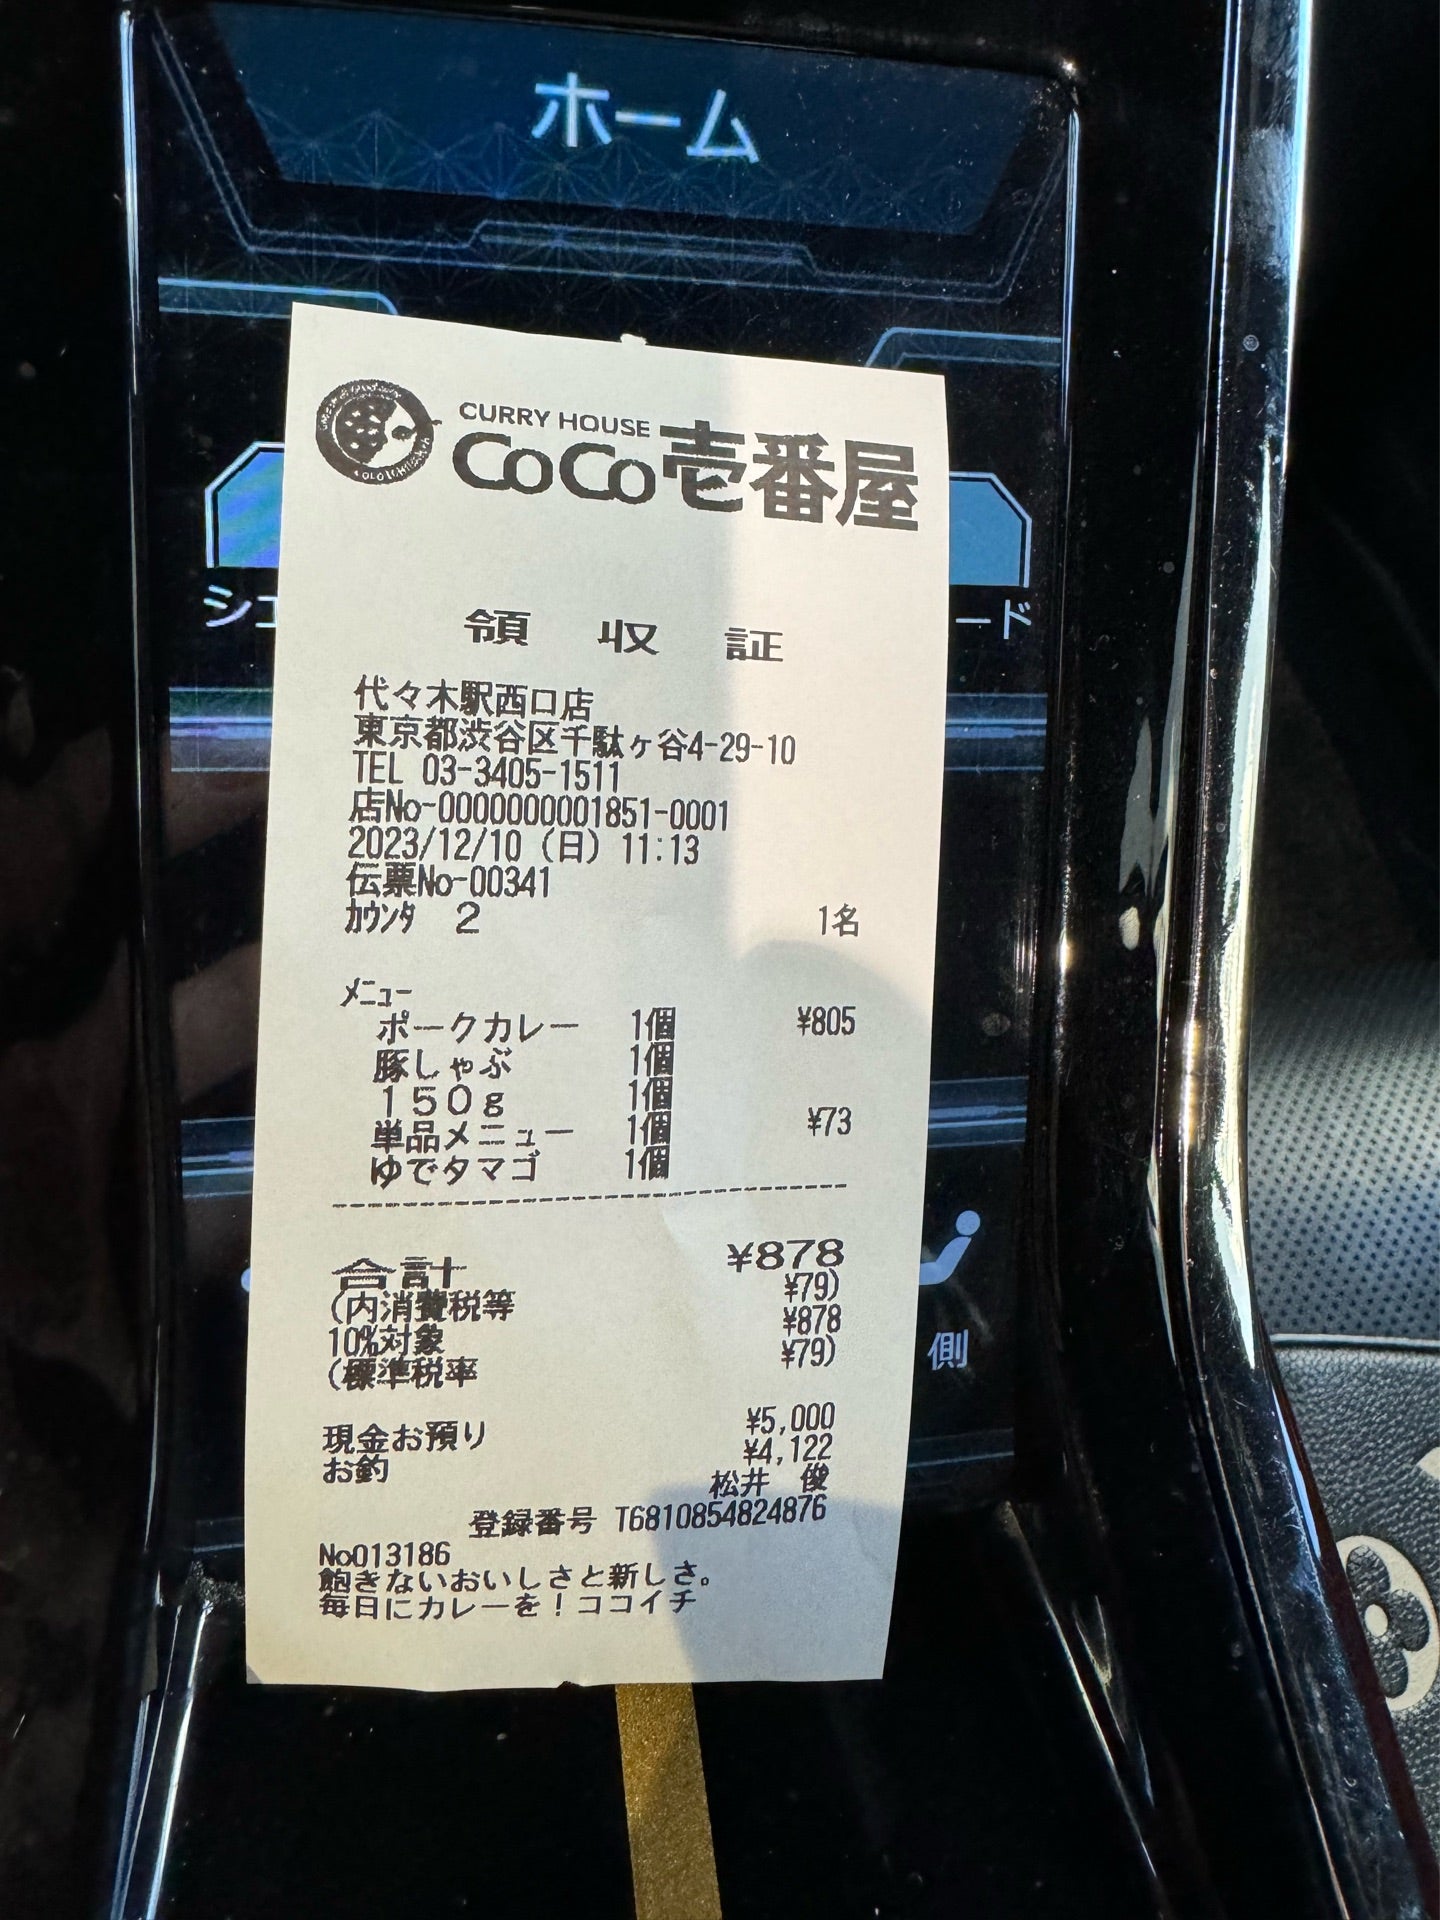 ホーム
CURRY HOUSE
CoCo壱番屋
領 収 証
代々木駅西口店
東京都渋谷区千駄ヶ谷4-29-10
TEL 03-3405-1511
店No-0000000001851-0001
2023/12/10 (日) 11:13
伝票No-00341
カウンタ 2 1名
メニュー
ポークカレー 1個 ¥805
豚しゃぶ 1個
150g 1個
単品メニュー 1個 ¥73
ゆでタマゴ 1個
合計 ¥878
(内消費税等 ¥79)
10%対象 ¥878
(標準税率 ¥79)
現金お預り ¥5,000
お釣 ¥4,122
松井 俊
登録番号 T6810854824876
No013186
飽きないおいしさと新しさ。
毎日にカレーを!ココイチ
側